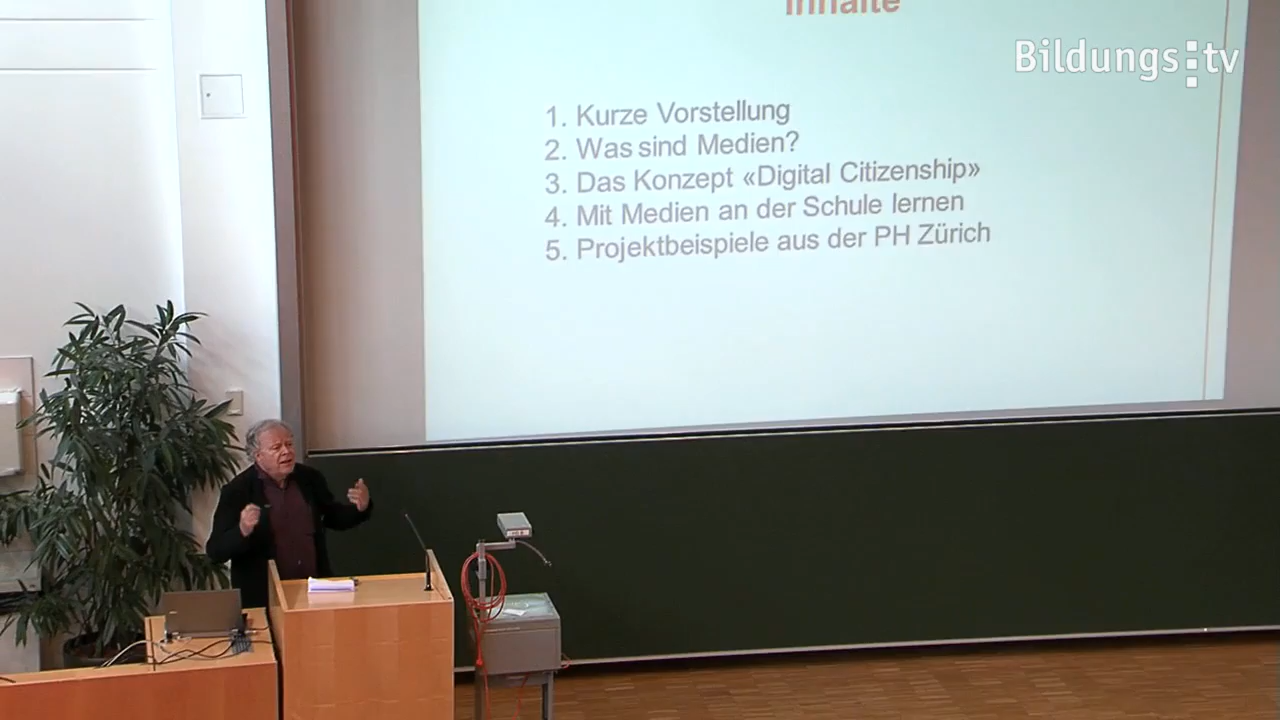 Inhalte
Bildungs:tv
1. Kurze Vorstellung
2. Was sind Medien?
3. Das Konzept «Digital Citizenship»
4. Mit Medien an der Schule lernen
5. Projektbeispiele aus der PH Zürich